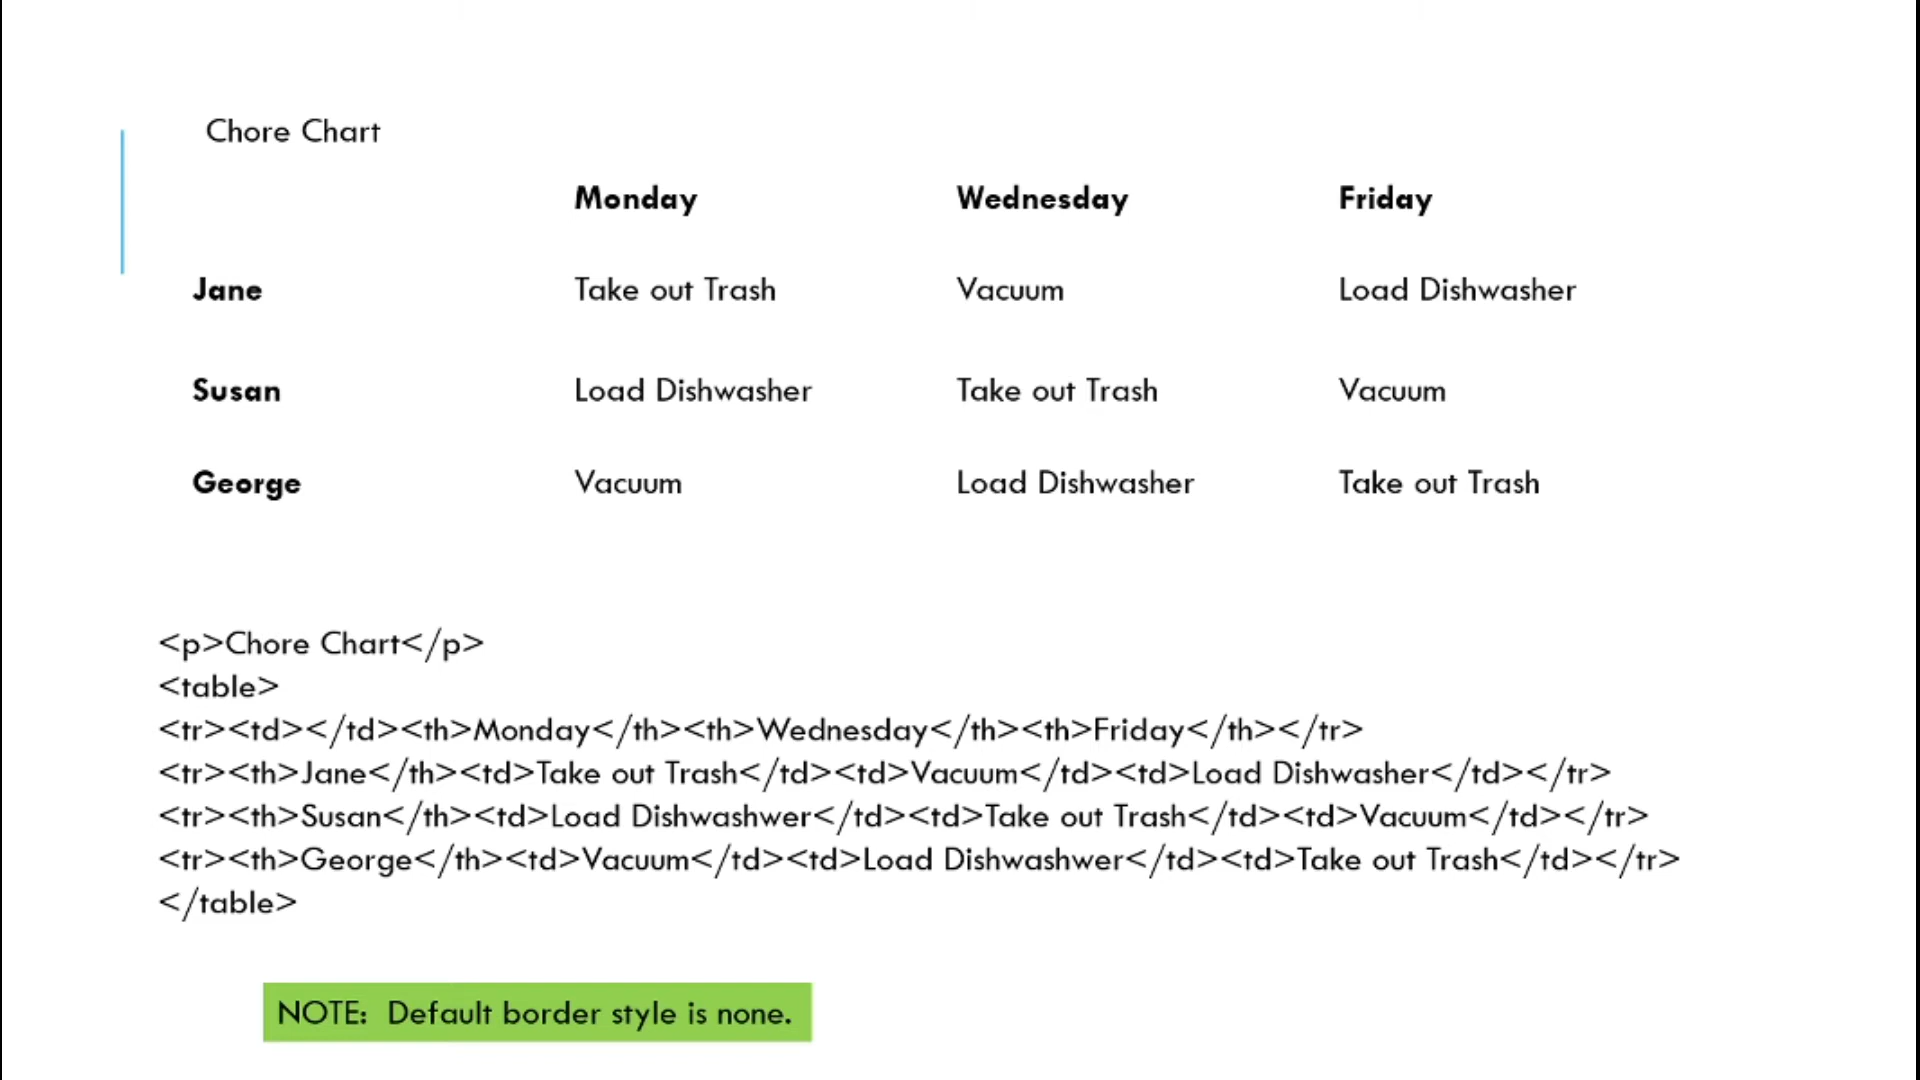 Chore Chart
Monday Wednesday Friday
Jane Take out Trash Vacuum Load Dishwasher
Susan Load Dishwasher Take out Trash Vacuum
George Vacuum Load Dishwasher Take out Trash
<p>Chore Chart</p>
<table>
<tr><td></td><th>Monday</th><th>Wednesday</th><th>Friday</th></tr>
<tr><th>Jane</th><td>Take out Trash</td><td>Vacuum</td><td>Load Dishwasher</td></tr>
<tr><th>Susan</th><td>Load Dishwashwer</td><td>Take out Trash</td><td>Vacuum</td></tr>
<tr><th>George</th><td>Vacuum</td><td>Load Dishwashwer</td><td>Take out Trash</td></tr>
</table>
NOTE: Default border style is none.